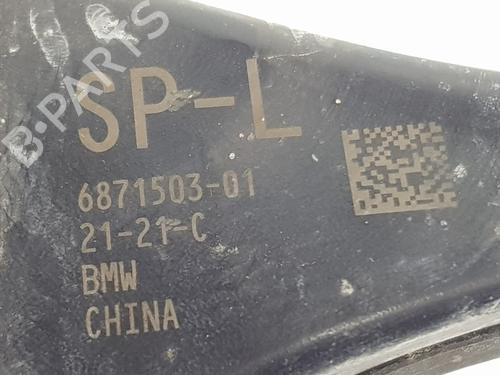 SP-L
6871503-01
21-21-C
BMW
CHINA
B-PARTS